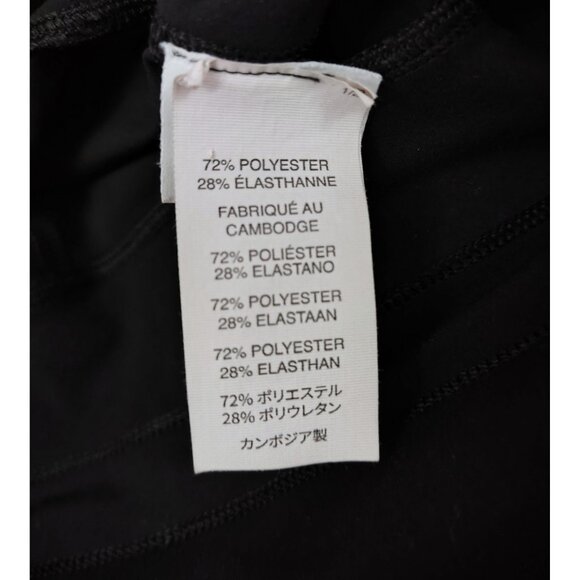 72% POLYESTER
28% ÉLASTHANNE
FABRIQUÉ AU
CAMBODGE
72% POLIÉSTER
28% ELASTANO
72% POLYESTER
28% ELASTAAN
72% POLYESTER
28% ELASTHAN
72% ポリエステル
28% ポリウレタン
カンボジア製